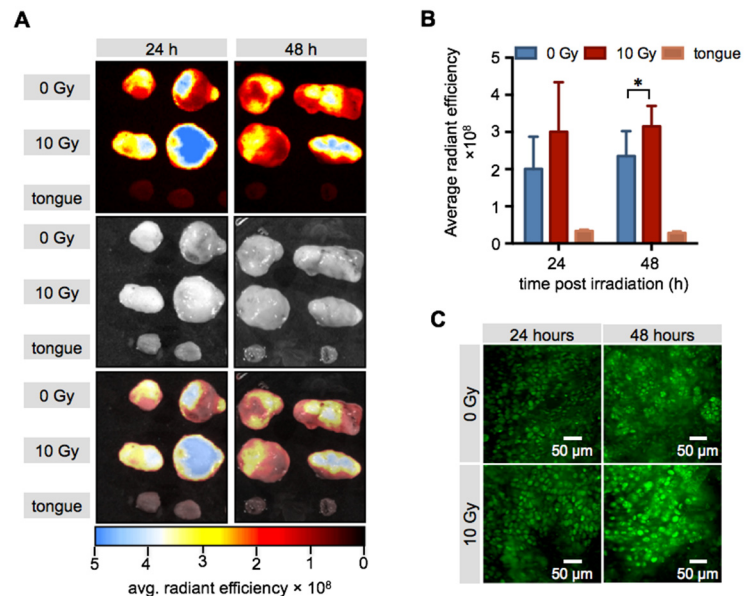 A
24 h
48 h
0 Gy
10 Gy
tongue
0 Gy
10 Gy
tongue
0 Gy
10 Gy
tongue
5 4 3 2 1 0
avg. radiant efficiency × 10⁸
B
0 Gy 10 Gy tongue
Average radiant efficiency
×10⁸
5
4
3
2
1
0
*
24 48
time post irradiation (h)
C
24 hours 48 hours
0 Gy
50 µm 50 µm
10 Gy
50 µm 50 µm